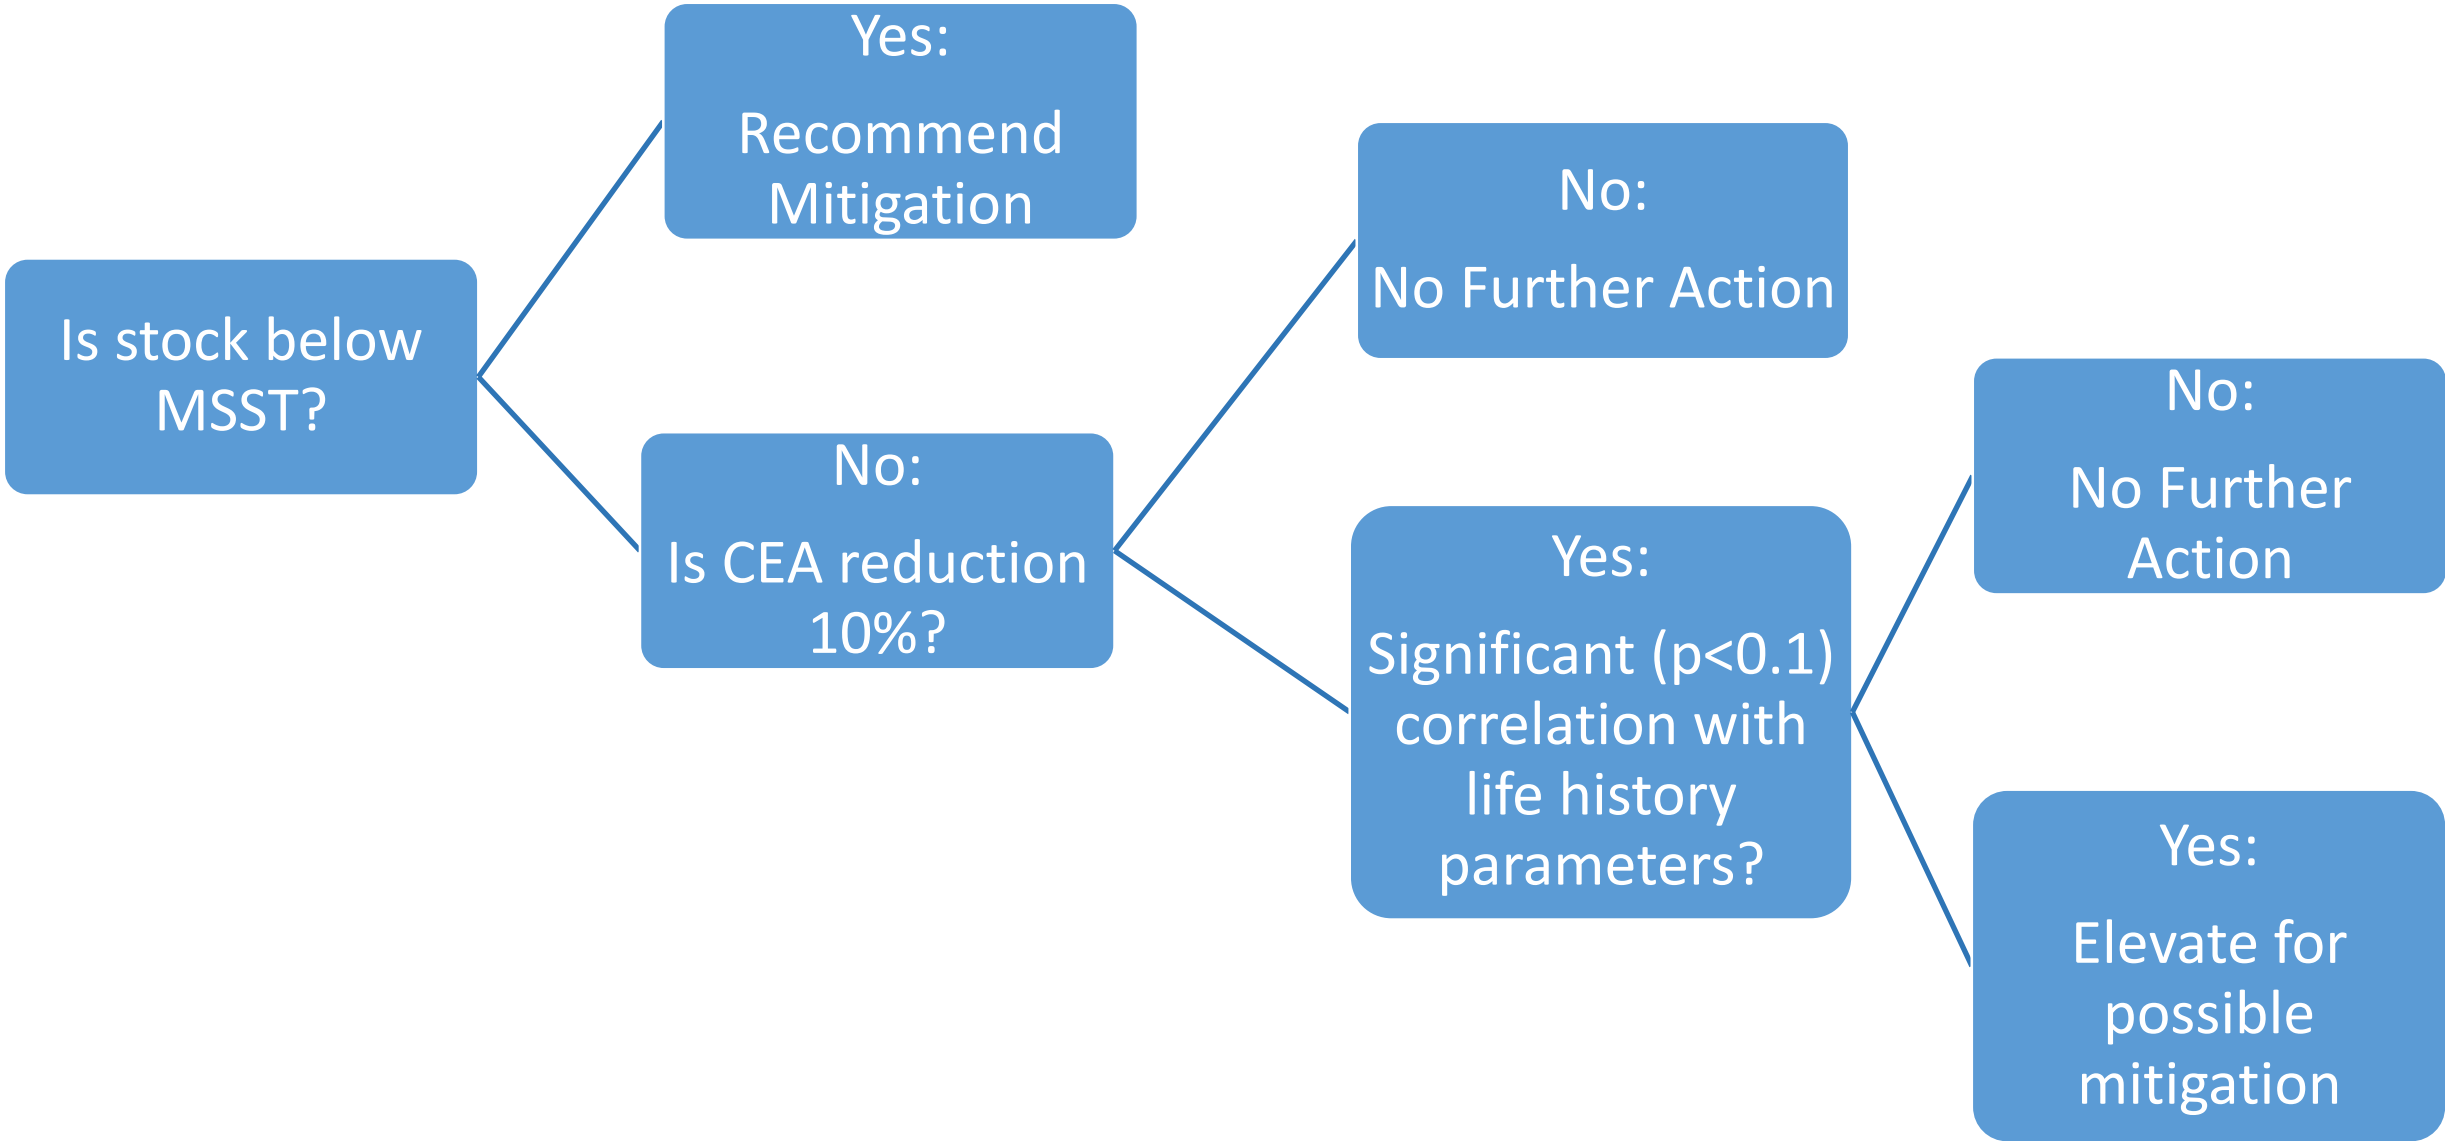 Is stock below
MSST?
Yes:
Recommend
Mitigation
No:
Is CEA reduction
10%?
No:
No Further Action
Yes:
Significant (p<0.1)
correlation with
life history
parameters?
No:
No Further
Action
Yes:
Elevate for
possible
mitigation